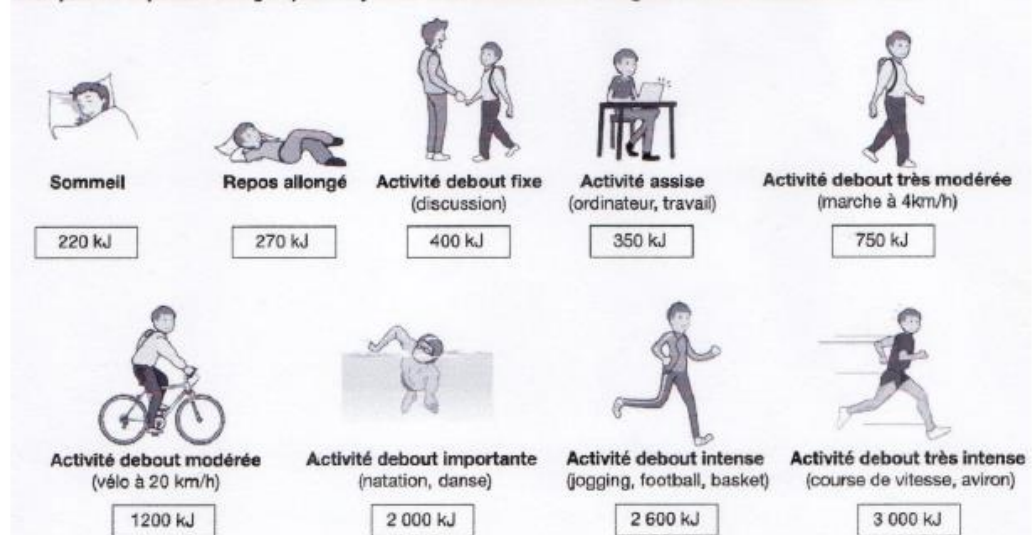 Sommeil
Repos allongé
Activité debout fixe
(discussion)
Activité assise
(ordinateur, travail)
Activité debout très modérée
(marche à 4km/h)
220 kJ
270 kJ
400 kJ
350 kJ
750 kJ
Activité debout modérée
(vélo à 20 km/h)
Activité debout importante
(natation, danse)
Activité debout intense
(jogging, football, basket)
Activité debout très intense
(course de vitesse, aviron)
1200 kJ
2 000 kJ
2 600 kJ
3 000 kJ